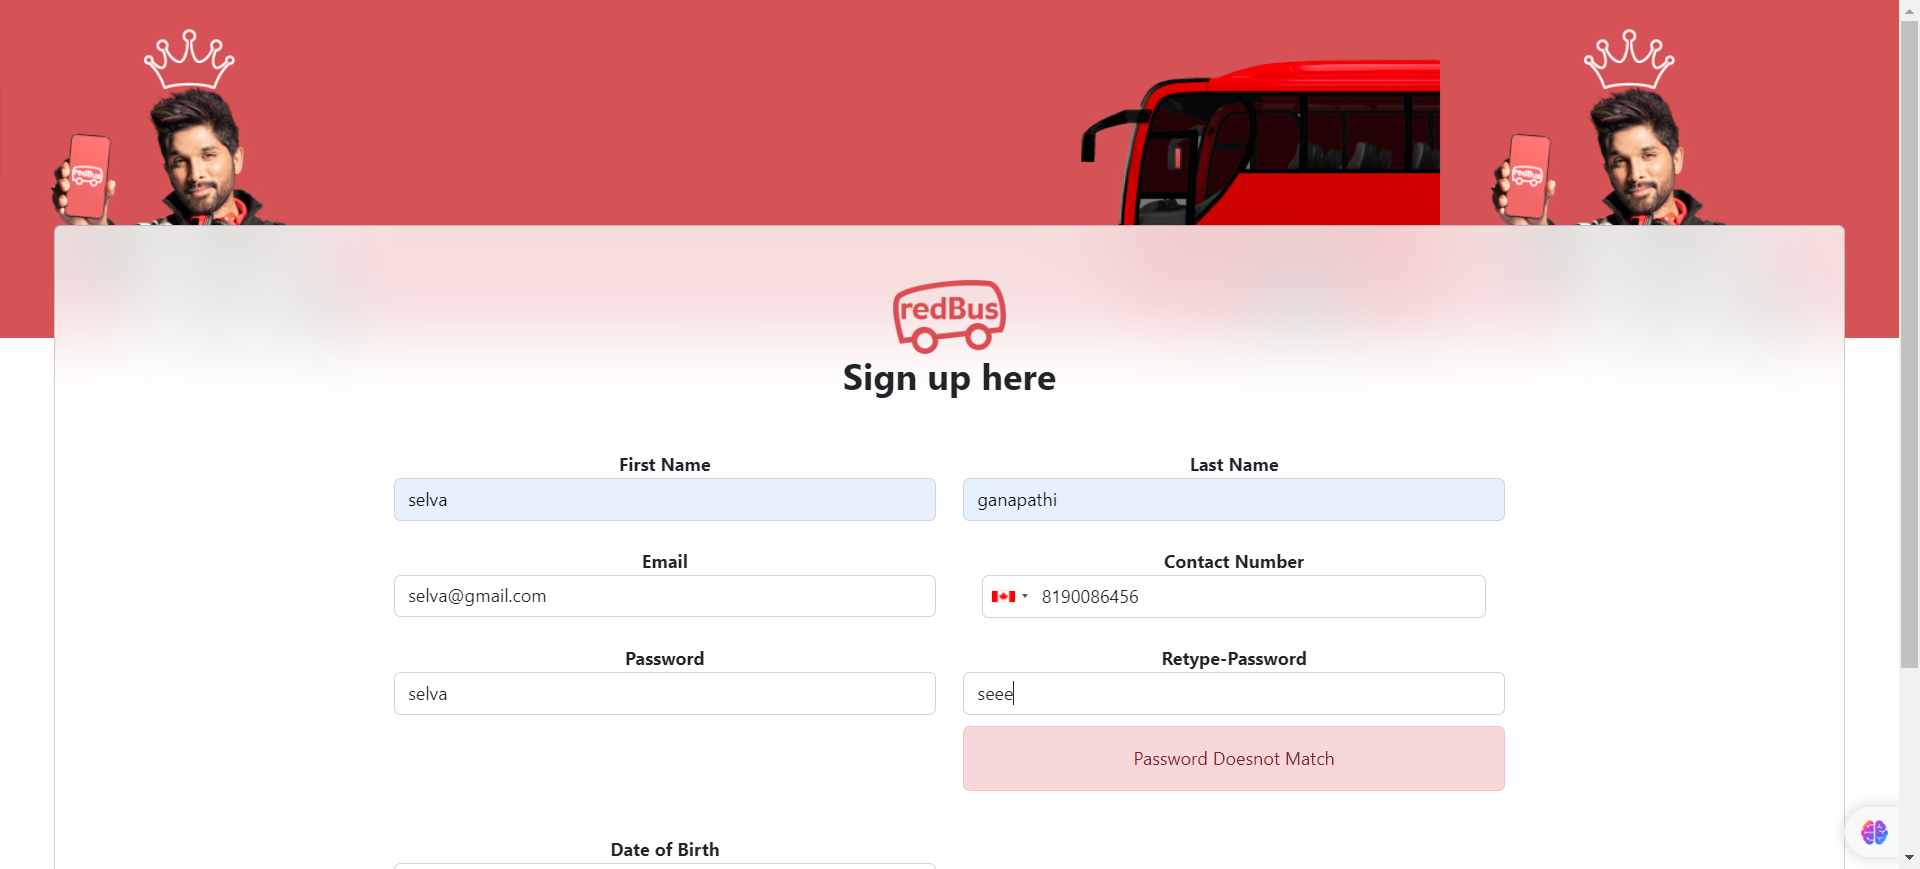 redBus
redBus
redBus
Sign up here
First Name
Last Name
selva
ganapathi
Email
Contact Number
selva@gmail.com
8190086456
Password
Retype-Password
selva
seee
Password Doesnot Match
Date of Birth